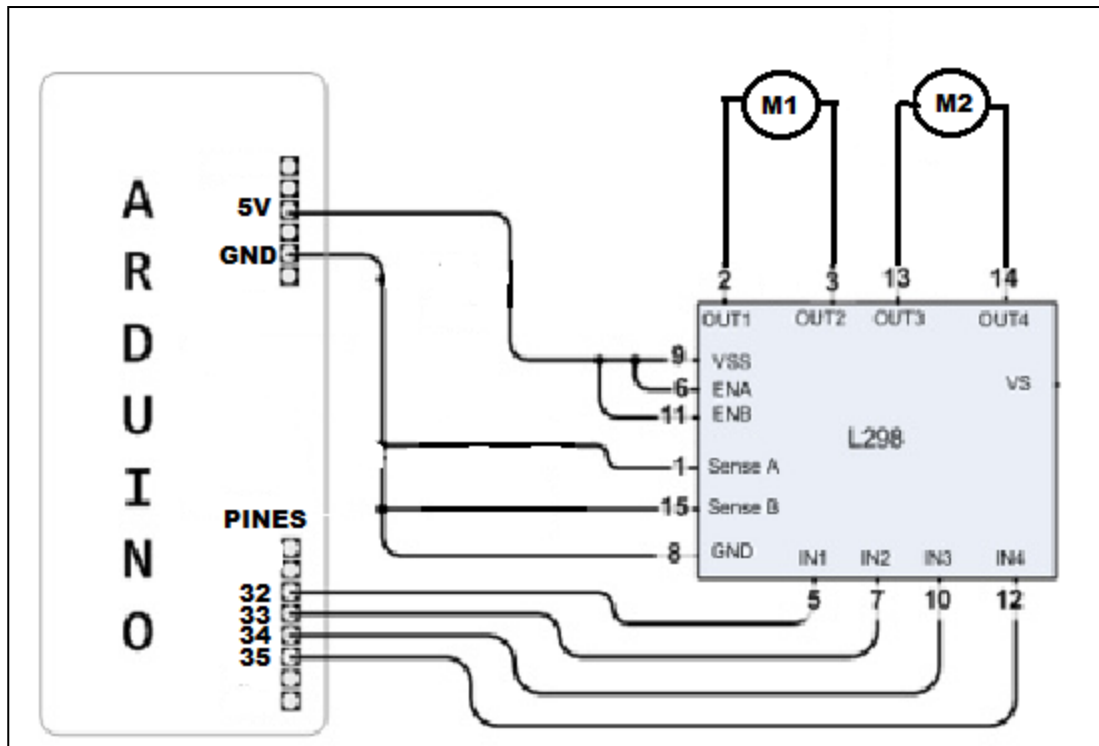 ARDUINO
5V
GND
PINES
32
33
34
35
M1
M2
2
3
13
14
OUT1
OUT2
OUT3
OUT4
9
VSS
6
ENA
11
ENB
VS
L298
1
Sense A
15
Sense B
8
GND
IN1
IN2
IN3
IN4
5
7
10
12